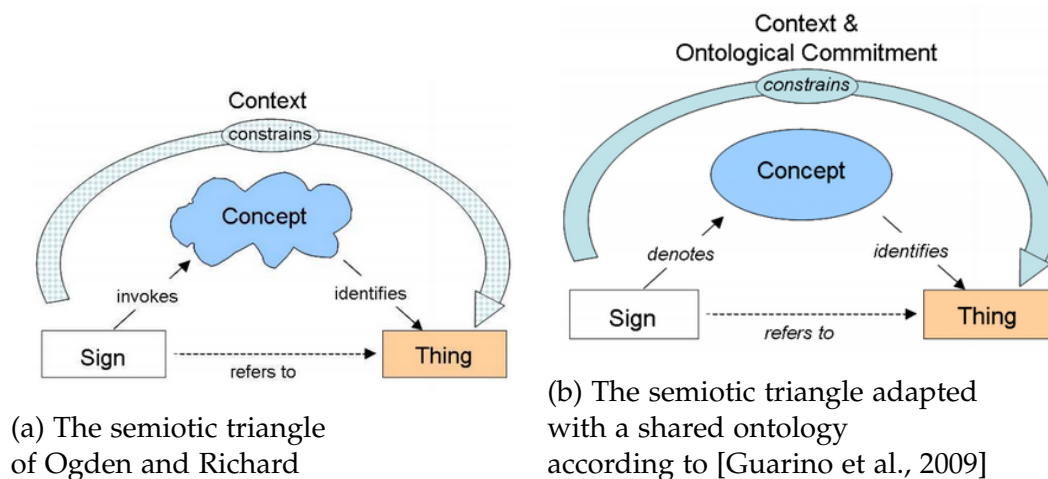 Context
constrains
Concept
invokes
identifies
Sign
Thing
refers to
(a) The semiotic triangle
of Ogden and Richard
Context &
Ontological Commitment
constrains
Concept
denotes
identifies
Sign
Thing
refers to
(b) The semiotic triangle adapted
with a shared ontology
according to [Guarino et al., 2009]